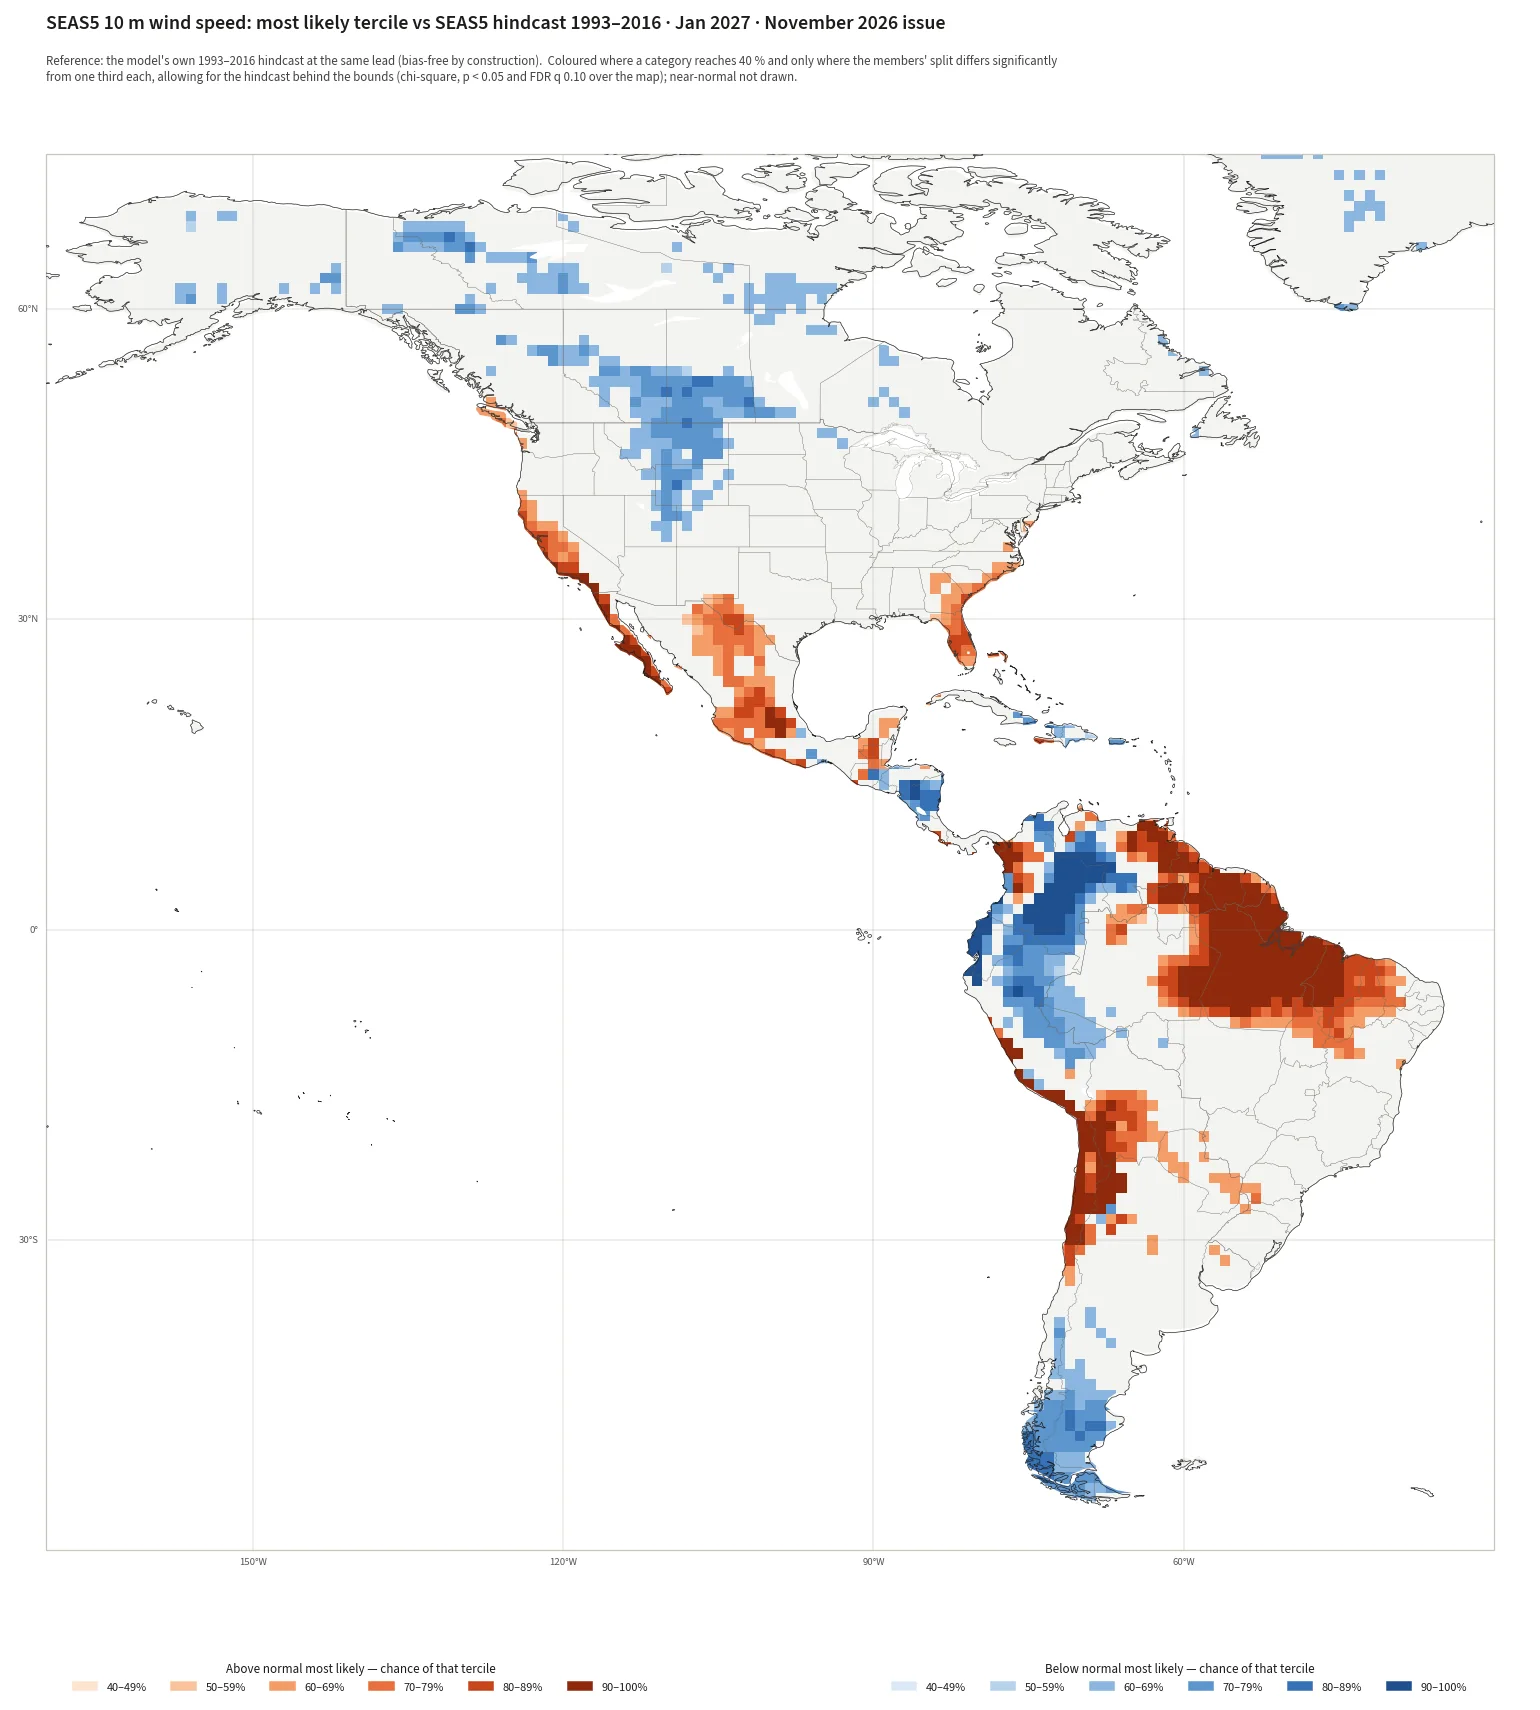 SEAS5 10 m wind speed: most likely tercile vs SEAS5 hindcast 1993–2016 · Jan 2027 · November 2026 issue
Reference: the model's own 1993–2016 hindcast at the same lead (bias-free by construction).  Coloured where a category reaches 40 % and only where the members' split differs significantly
from one third each, allowing for the hindcast behind the bounds (chi-square, p < 0.05 and FDR q 0.10 over the map); near-normal not drawn.
60°N
30°N
0°
30°S
150°W
120°W
90°W
60°W
Above normal most likely — chance of that tercile
40–49%
50–59%
60–69%
70–79%
80–89%
90–100%
Below normal most likely — chance of that tercile
40–49%
50–59%
60–69%
70–79%
80–89%
90–100%